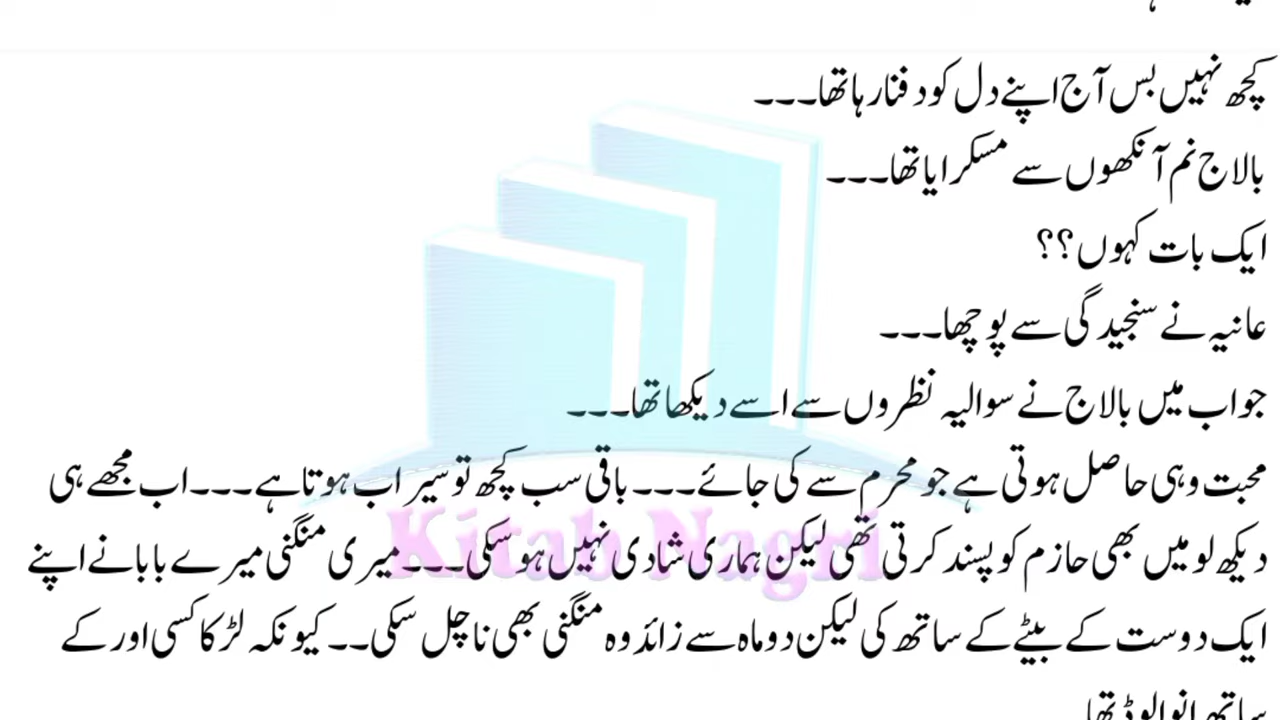 کچھ نہیں بس آج اپنے دل کو دفنا رہا تھا۔۔۔
بالاج نم آنکھوں سے مسکرایا تھا۔۔۔
ایک بات کہوں؟؟
عانیہ نے سنجیدگی سے پوچھا۔۔۔
جواب میں بالاج نے سوالیہ نظروں سے اسے دیکھا تھا۔۔۔
محبت وہی حاصل ہوتی ہے جو محرم سے کی جائے۔۔۔ باقی سب کچھ تو سیراب ہوتا ہے۔۔۔ اب مجھے ہی
دیکھ لو میں بھی حازم کو پسند کرتی تھی لیکن ہماری شادی نہیں ہو سکی۔۔۔ میری منگنی میرے بابا نے اپنے
ایک دوست کے بیٹے کے ساتھ کی لیکن دو ماہ سے زائد وہ منگنی بھی نا چل سکی۔۔ کیونکہ لڑکا کسی اور کے
ساتھ انوالوڈ تھا
Kitab Nagri